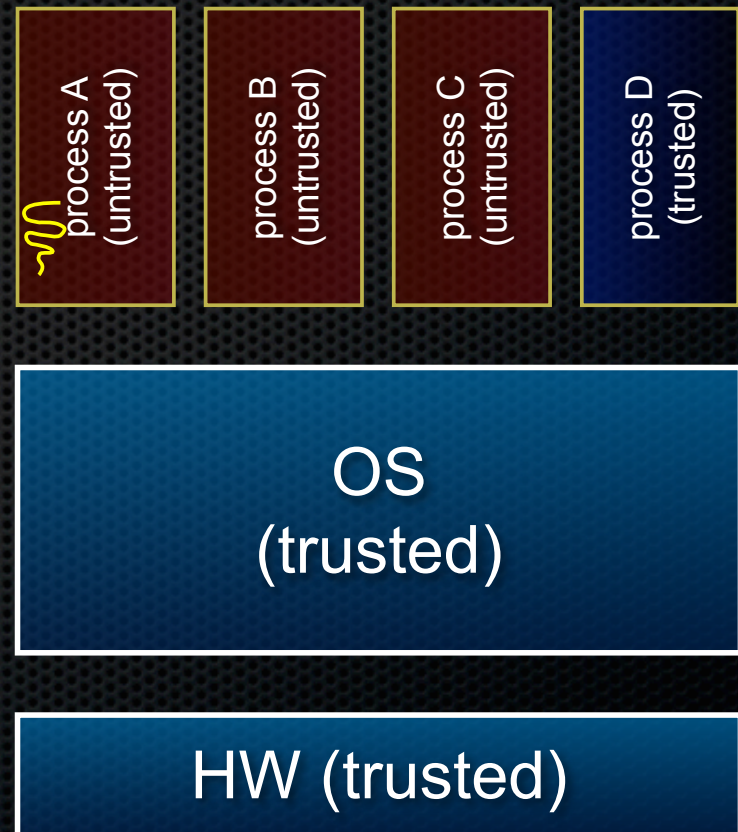 process A
(untrusted)
process B
(untrusted)
process C
(untrusted)
process D
(trusted)
OS
(trusted)
HW (trusted)